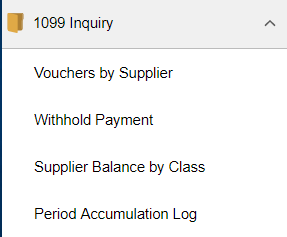 1099 Inquiry
Vouchers by Supplier
Withhold Payment
Supplier Balance by Class
Period Accumulation Log